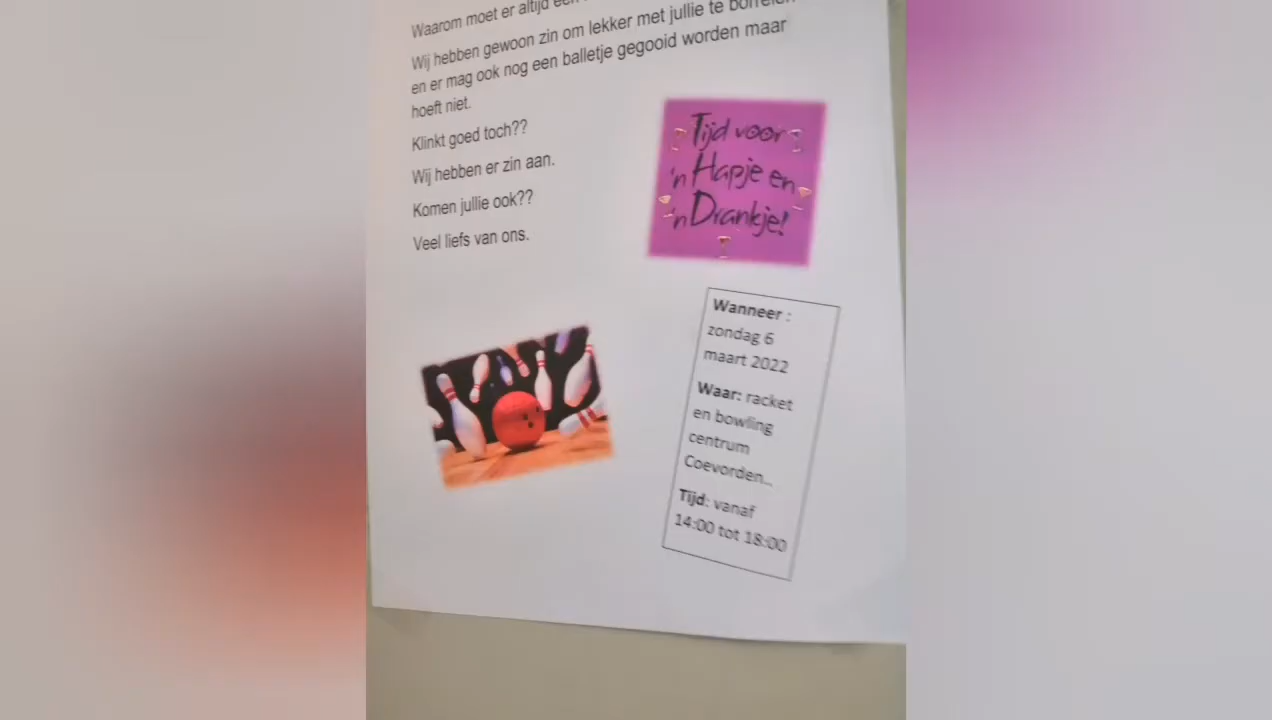 Waarom moet er altijd een
Wij hebben gewoon zin om lekker met jullie te borrelen
en er mag ook nog een balletje gegooid worden maar
hoeft niet.
Klinkt goed toch??
Wij hebben er zin aan.
Komen jullie ook??
Veel liefs van ons.
Tijd voor
'n Hapje en
'n Drankje!
Wanneer :
zondag 6
maart 2022
Waar: racket
en bowling
centrum
Coevorden...
Tijd: vanaf
14:00 tot 18:00